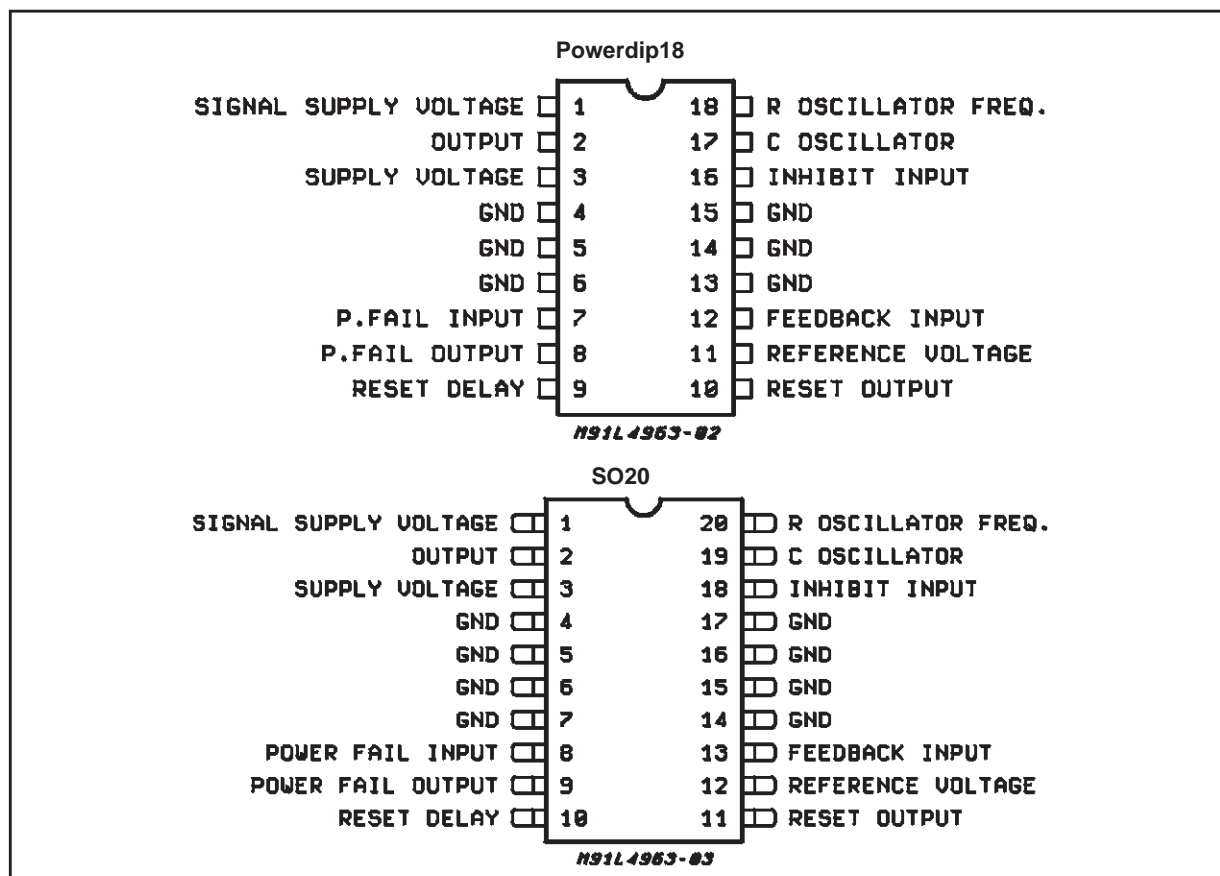 Powerdip18
SIGNAL SUPPLY VOLTAGE 1 18 R OSCILLATOR FREQ.
OUTPUT 2 17 C OSCILLATOR
SUPPLY VOLTAGE 3 16 INHIBIT INPUT
GND 4 15 GND
GND 5 14 GND
GND 6 13 GND
P.FAIL INPUT 7 12 FEEDBACK INPUT
P.FAIL OUTPUT 8 11 REFERENCE VOLTAGE
RESET DELAY 9 10 RESET OUTPUT
M91L4963-02
SO20
SIGNAL SUPPLY VOLTAGE 1 20 R OSCILLATOR FREQ.
OUTPUT 2 19 C OSCILLATOR
SUPPLY VOLTAGE 3 18 INHIBIT INPUT
GND 4 17 GND
GND 5 16 GND
GND 6 15 GND
GND 7 14 GND
POWER FAIL INPUT 8 13 FEEDBACK INPUT
POWER FAIL OUTPUT 9 12 REFERENCE VOLTAGE
RESET DELAY 10 11 RESET OUTPUT
M91L4963-03